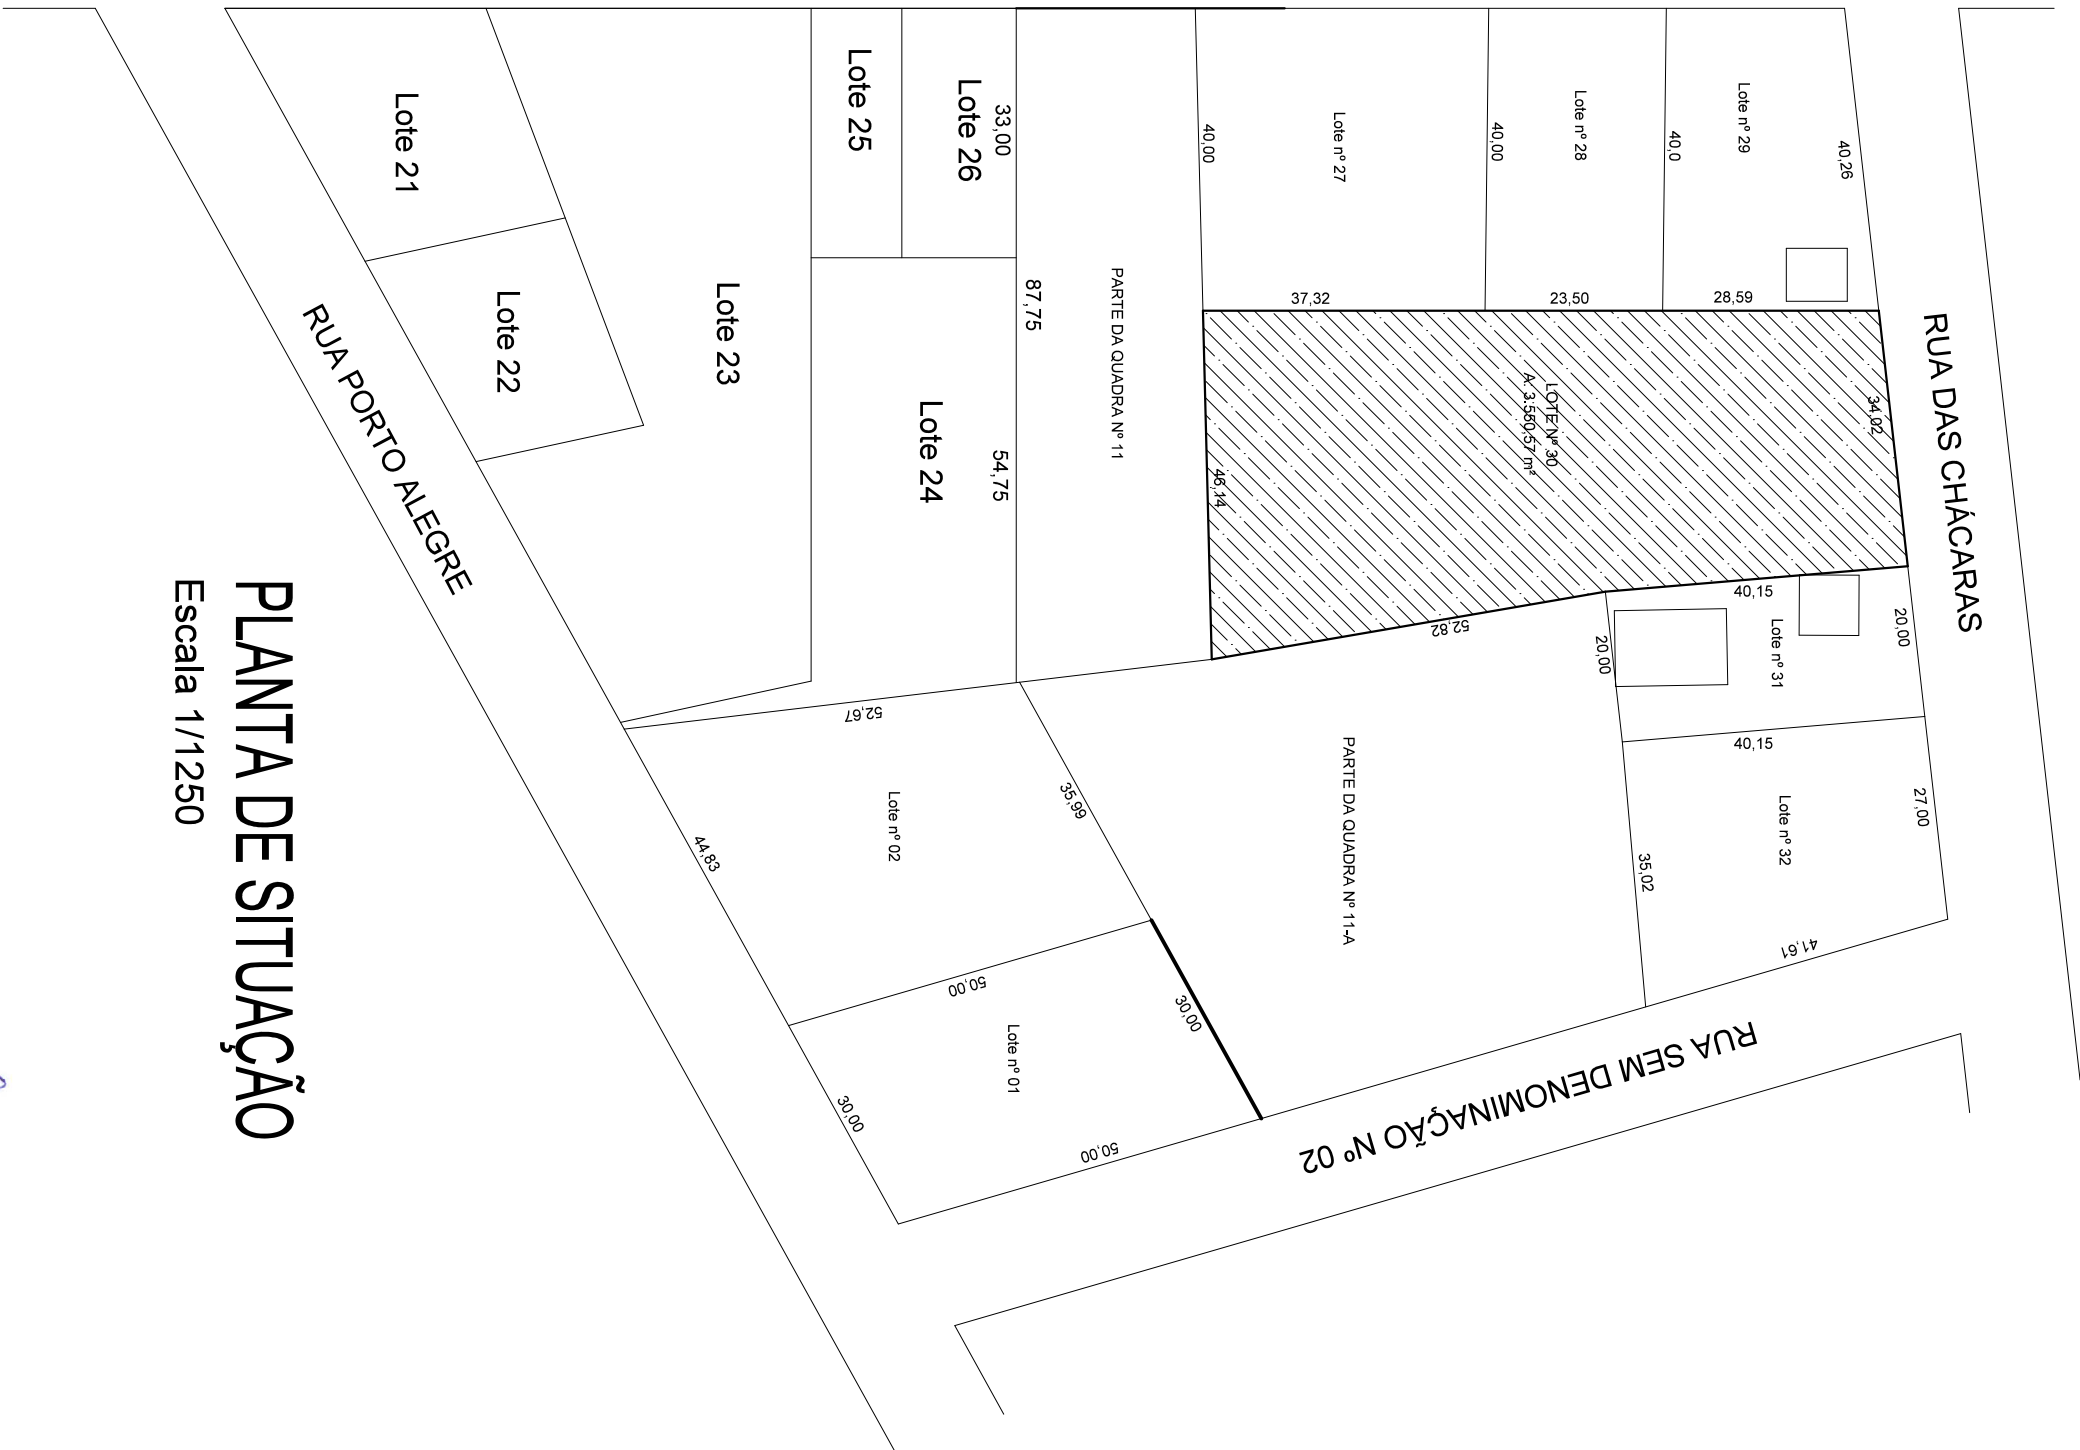 RUA DAS CHÁCARAS
40,26
34,02
20,00
27,00
Lote nº 29
40,0
28,59
Lote nº 28
40,00
23,50
Lote nº 27
40,00
37,32
LOTE Nº 30
A. 3.550,57 m²
46,14
52,82
40,15
Lote nº 31
20,00
40,15
Lote nº 32
35,02
41,61
PARTE DA QUADRA Nº 11
PARTE DA QUADRA Nº 11-A
87,75
33,00
54,75
Lote 26
Lote 25
Lote 24
Lote 23
Lote 21
Lote 22
52,67
35,99
Lote nº 02
44,83
50,00
30,00
Lote nº 01
30,00
50,00
RUA SEM DENOMINAÇÃO Nº 02
RUA PORTO ALEGRE
PLANTA DE SITUAÇÃO
Escala 1/1250